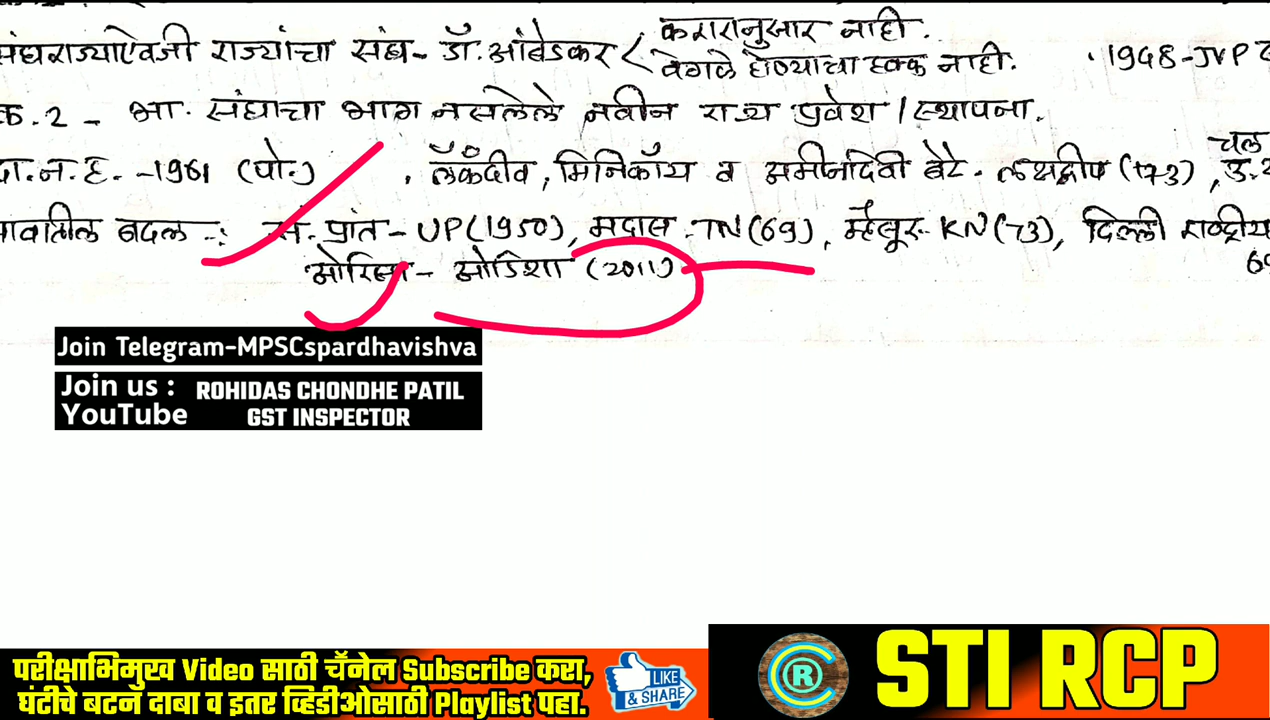 संघराज्याऐवजी राज्यांचा संघ - डॉ. आंबेडकर < करारानुसार नाही.
वेगळे होण्याचा हक्क नाही.
. 1948 - JVP
क. 2 - भा. संघाचा भाग नसलेले नवीन राज्य प्रवेश / स्थापना.
दा. न. ह. - 1961 (पो.) . लॅकॅदीव, मिनिकॉय व अमीनदिवी बेटे - लक्षद्वीप (173),
नावातील बदल -: सं. प्रांत - UP (1950), मद्रास - TN (69), म्हैसूर - KN (73), दिल्ली राष्ट्रीय
ओरिसा - ओडिशा (2011)
Join Telegram-MPSCspardhavishva
Join us : ROHIDAS CHONDHE PATIL
YouTube GST INSPECTOR
परीक्षाभिमुख Video साठी चॅनेल Subscribe करा,
घंटीचे बटन दाबा व इतर व्हिडीओसाठी Playlist पहा.
LIKE
& SHARE
CR
STI RCP